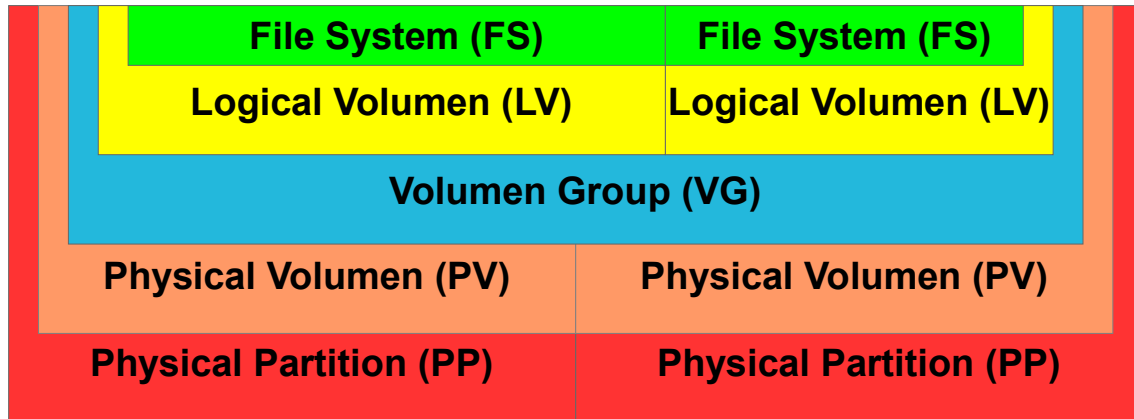 File System (FS) File System (FS)
Logical Volumen (LV) Logical Volumen (LV)
Volumen Group (VG)
Physical Volumen (PV) Physical Volumen (PV)
Physical Partition (PP) Physical Partition (PP)